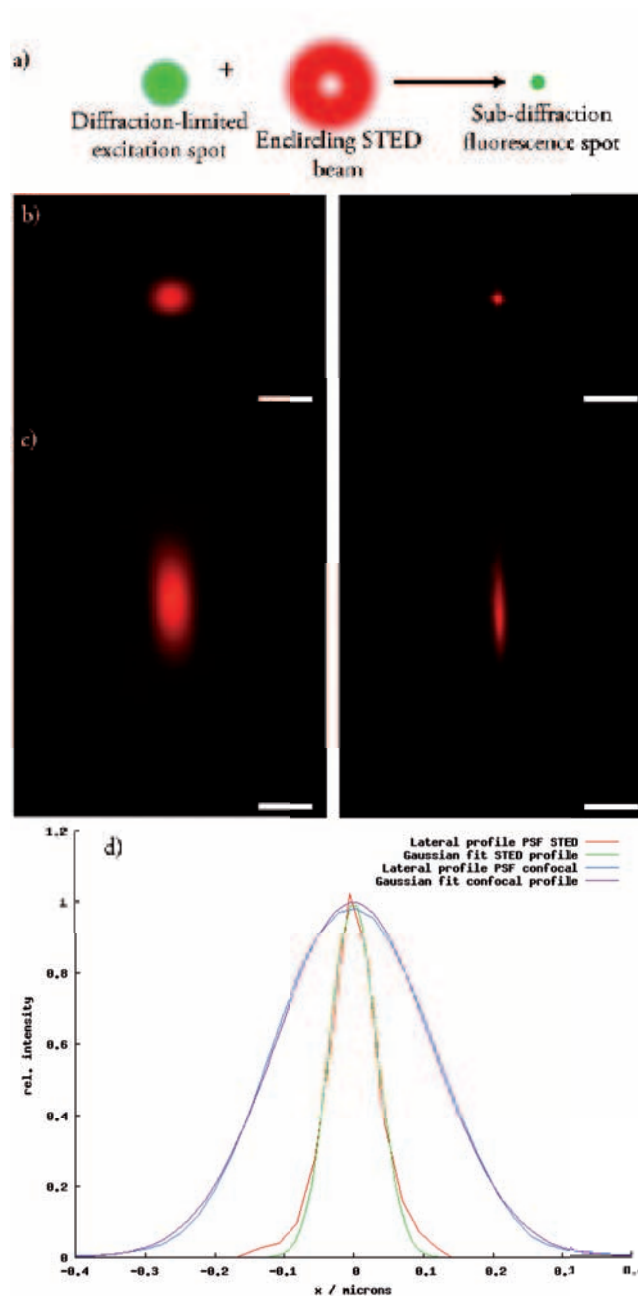 a)
+
Diffraction-limited
excitation spot
Encircling STED
beam
Sub-diffraction
fluorescence spot
b)
c)
d)
Lateral profile PSF STED
Gaussian fit STED profile
Lateral profile PSF confocal
Gaussian fit confocal profile
1.2
1
0.8
0.6
0.4
0.2
0
rel. intensity
-0.4
-0.3
-0.2
-0.1
0
0.1
0.2
0.3
x / microns